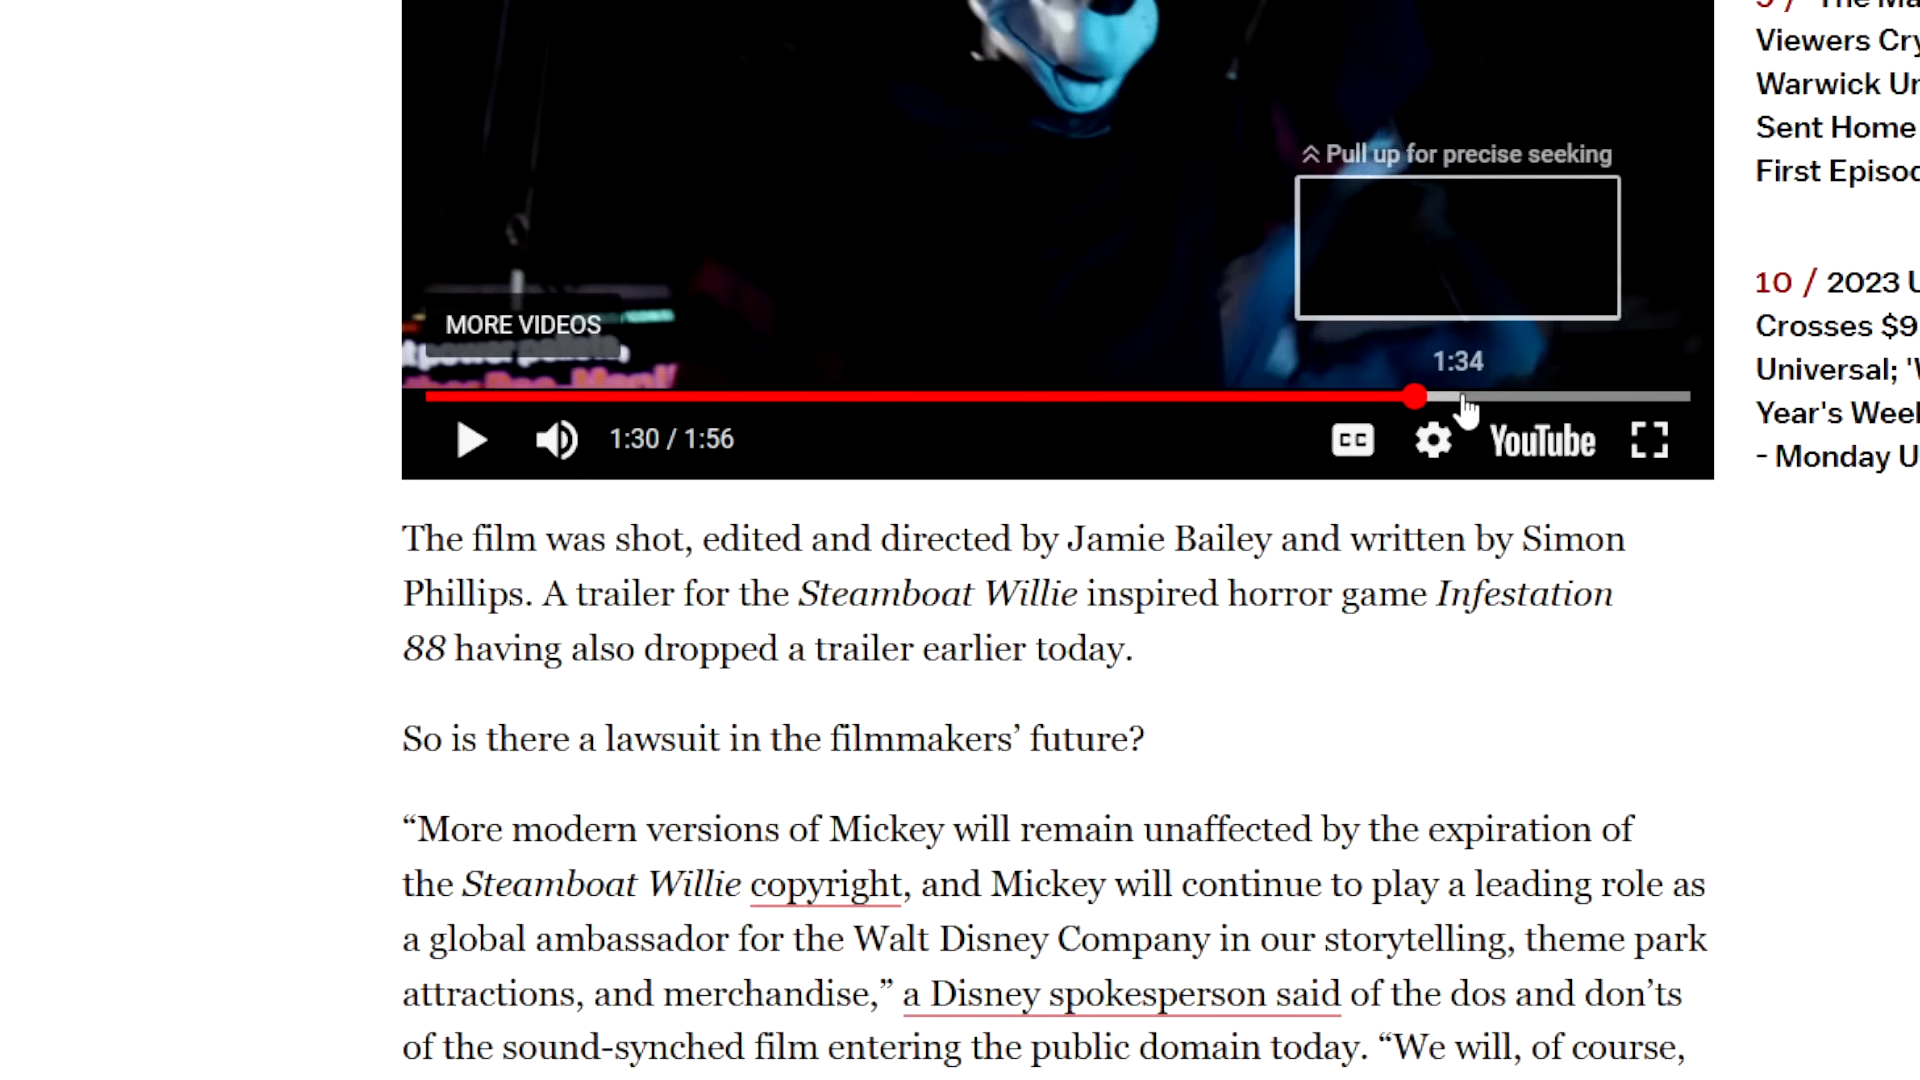 Viewers Cry
Warwick
Sent Home
First
Pull up for precise seeking
MORE VIDEOS
1:34
1:30 / 1:56
CC
YouTube
10 / 2023
Crosses $9
Universal;
Year's
- Monday
The film was shot, edited and directed by Jamie Bailey and written by Simon
Phillips. A trailer for the Steamboat Willie inspired horror game Infestation
88 having also dropped a trailer earlier today.
So is there a lawsuit in the filmmakers’ future?
“More modern versions of Mickey will remain unaffected by the expiration of
the Steamboat Willie copyright, and Mickey will continue to play a leading role as
a global ambassador for the Walt Disney Company in our storytelling, theme park
attractions, and merchandise,” a Disney spokesperson said of the dos and don’ts
of the sound-synched film entering the public domain today. “We will, of course,